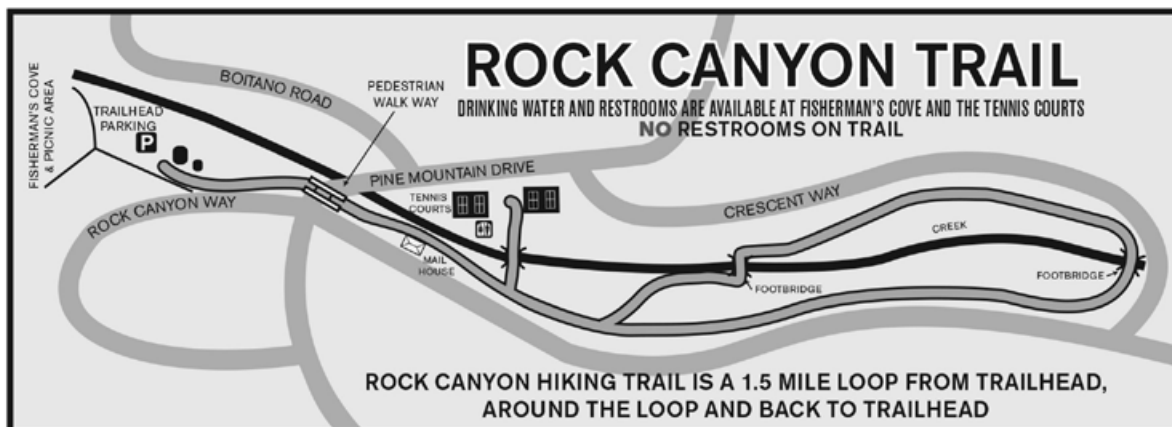 ROCK CANYON TRAIL
DRINKING WATER AND RESTROOMS ARE AVAILABLE AT FISHERMAN'S COVE AND THE TENNIS COURTS
NO RESTROOMS ON TRAIL
FISHERMAN'S COVE
& PICNIC AREA
TRAILHEAD
PARKING
P
BOITANO ROAD
PEDESTRIAN
WALK WAY
PINE MOUNTAIN DRIVE
ROCK CANYON WAY
TENNIS
COURTS
MAIL
HOUSE
CRESCENT WAY
CREEK
FOOTBRIDGE
FOOTBRIDGE
ROCK CANYON HIKING TRAIL IS A 1.5 MILE LOOP FROM TRAILHEAD,
AROUND THE LOOP AND BACK TO TRAILHEAD